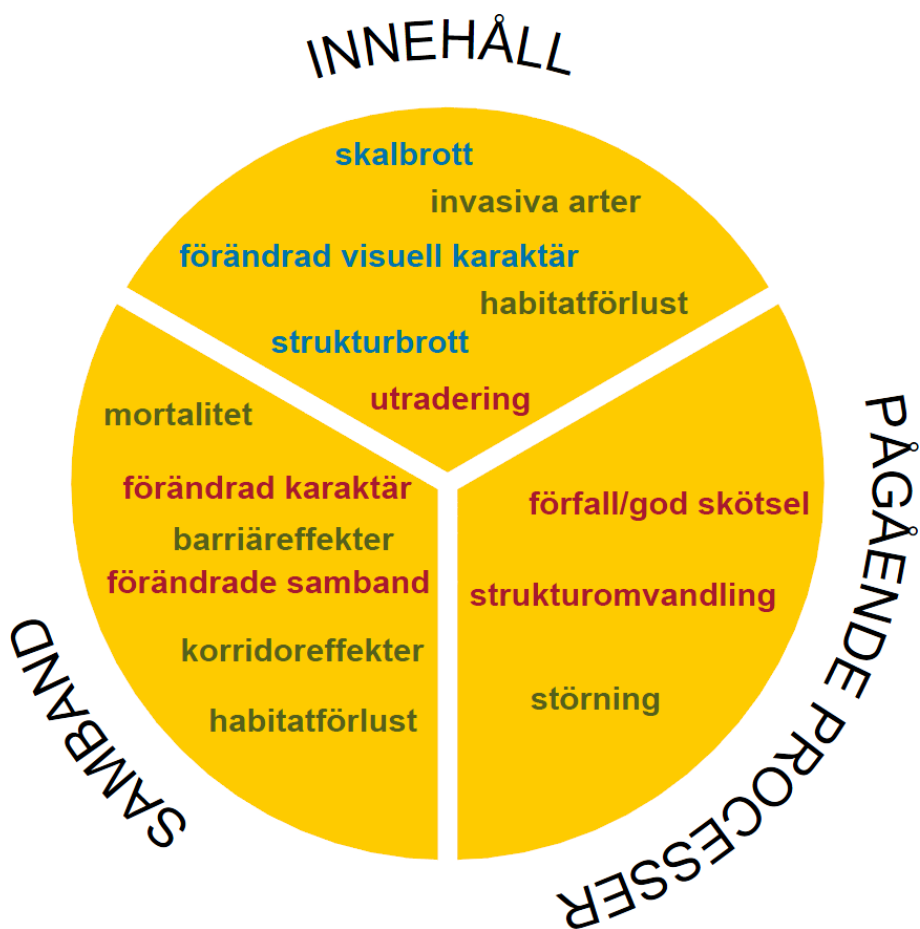 INNEHÅLL
skalbrott
invasiva arter
förändrad visuell karaktär
habitatförlust
strukturbrott
utradering
PÅGÅENDE PROCESSER
förfall/god skötsel
strukturomvandling
störning
SAMBAND
mortalitet
förändrad karaktär
barriäreffekter
förändrade samband
korridoreffekter
habitatförlust